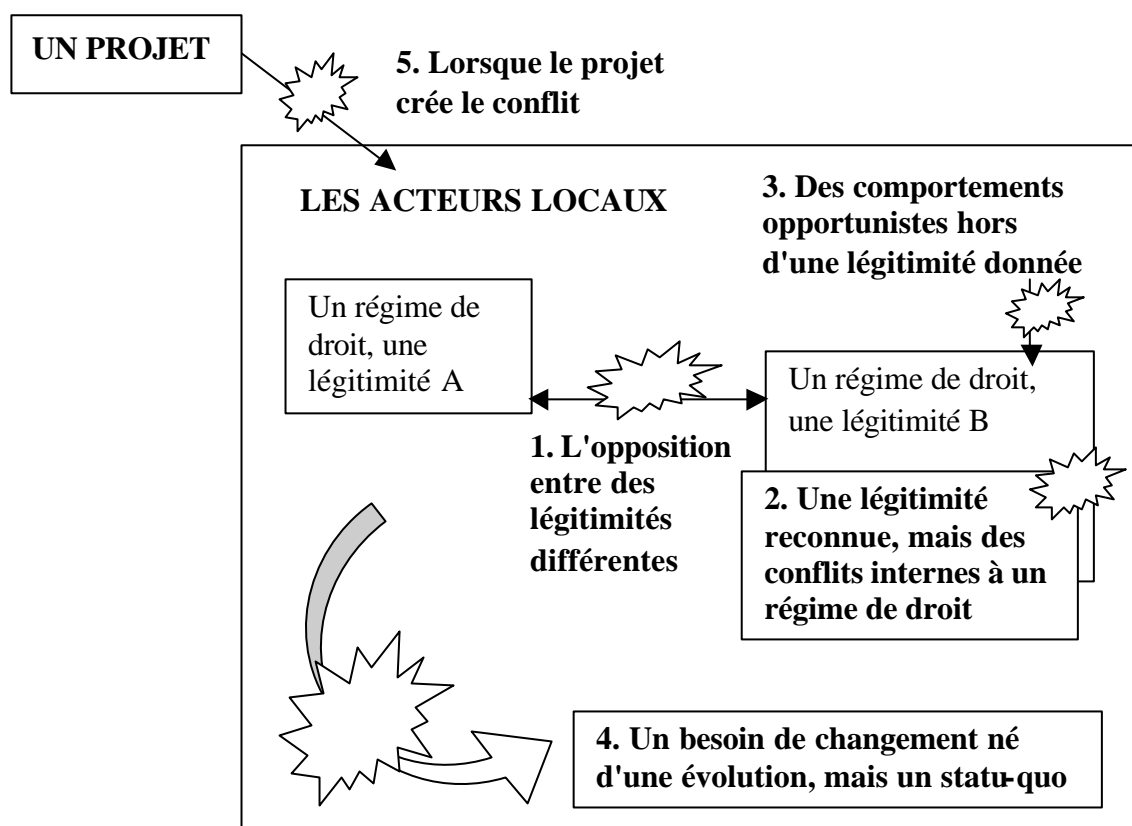 UN PROJET
5. Lorsque le projet
crée le conflit
LES ACTEURS LOCAUX
3. Des comportements
opportunistes hors
d'une légitimité donnée
Un régime de
droit, une
légitimité A
Un régime de droit,
une légitimité B
1. L'opposition
entre des
légitimités
différentes
2. Une légitimité
reconnue, mais des
conflits internes à un
régime de droit
4. Un besoin de changement né
d'une évolution, mais un statu-quo